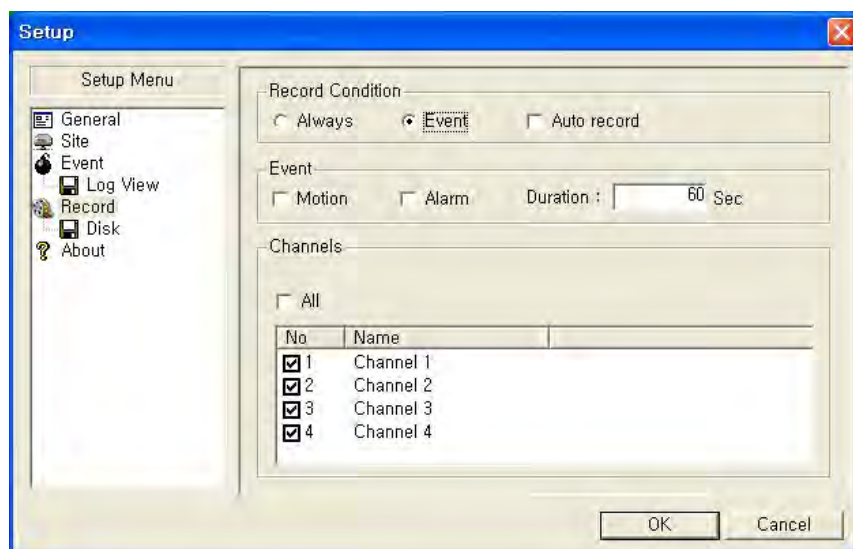 Setup
Setup Menu
General
Site
Event
Log View
Record
Disk
About
Record Condition
Always Event Auto record
Event
Motion Alarm Duration : 60 Sec
Channels
All
No Name
1 Channel 1
2 Channel 2
3 Channel 3
4 Channel 4
OK Cancel